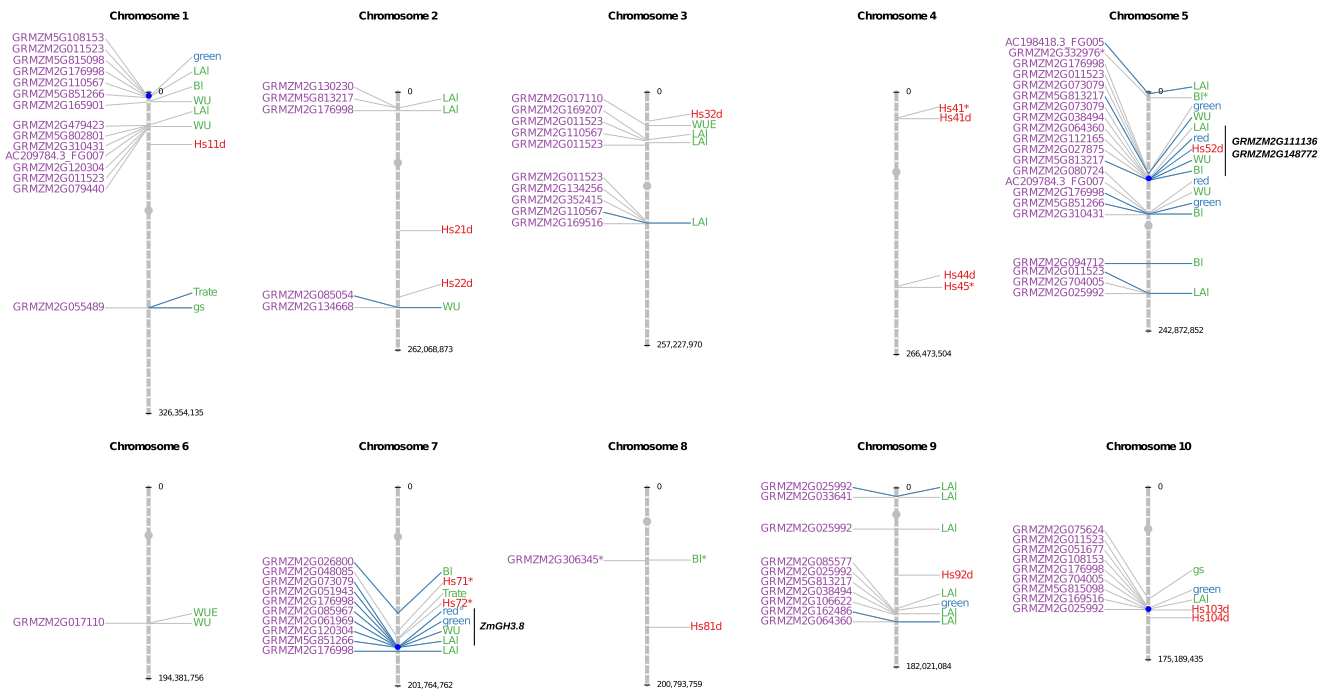 Chromosome 1
GRMZM5G108153
GRMZM2G011523
GRMZM5G815098
GRMZM2G176998
GRMZM2G110567
GRMZM5G851266
GRMZM2G165901
GRMZM2G479423
GRMZM5G802801
GRMZM2G310431
AC209784.3_FG007
GRMZM2G120304
GRMZM2G011523
GRMZM2G079440
GRMZM2G055489
0
green
LAI
BI
WU
LAI
WU
Hs11d
Trate
gs
326,354,135
Chromosome 2
GRMZM2G130230
GRMZM5G813217
GRMZM2G176998
GRMZM2G085054
GRMZM2G134668
0
LAI
LAI
Hs21d
Hs22d
WU
262,068,873
Chromosome 3
GRMZM2G017110
GRMZM2G169207
GRMZM2G011523
GRMZM2G110567
GRMZM2G011523
GRMZM2G011523
GRMZM2G134256
GRMZM2G352415
GRMZM2G110567
GRMZM2G169516
0
Hs32d
WUE
LAI
LAI
LAI
257,227,970
Chromosome 4
0
Hs41*
Hs41d
Hs44d
Hs45*
266,473,504
Chromosome 5
AC198418.3_FG005
GRMZM2G332976*
GRMZM2G176998
GRMZM2G011523
GRMZM2G073079
GRMZM5G813217
GRMZM2G073079
GRMZM2G038494
GRMZM2G064360
GRMZM2G112165
GRMZM2G027875
GRMZM5G813217
GRMZM2G080724
AC209784.3_FG007
GRMZM2G176998
GRMZM5G851266
GRMZM2G310431
GRMZM2G094712
GRMZM2G011523
GRMZM2G704005
GRMZM2G025992
0
LAI
BI*
green
WU
LAI
red
Hs52d
WU
BI
red
WU
green
BI
BI
LAI
GRMZM2G111136
GRMZM2G148772
242,872,852
Chromosome 6
GRMZM2G017110
0
WUE
WU
194,381,756
Chromosome 7
GRMZM2G026800
GRMZM2G048085
GRMZM2G073079
GRMZM2G051943
GRMZM2G176998
GRMZM2G085967
GRMZM2G061969
GRMZM2G120304
GRMZM5G851266
GRMZM2G176998
0
BI
Hs71*
Trate
Hs72*
red*
green
WU
LAI
LAI
ZmGH3.8
201,764,762
Chromosome 8
GRMZM2G306345*
0
BI*
Hs81d
200,793,759
Chromosome 9
GRMZM2G025992
GRMZM2G033641
GRMZM2G025992
GRMZM2G085577
GRMZM2G025992
GRMZM5G813217
GRMZM2G038494
GRMZM2G106622
GRMZM2G162486
GRMZM2G064360
0
LAI
LAI
LAI
Hs92d
LAI
green
LAI
LAI
182,021,084
Chromosome 10
GRMZM2G075624
GRMZM2G011523
GRMZM2G051677
GRMZM2G108153
GRMZM2G176998
GRMZM2G704005
GRMZM5G815098
GRMZM2G169516
GRMZM2G025992
0
gs
green
LAI
Hs103d
Hs104d
175,189,435